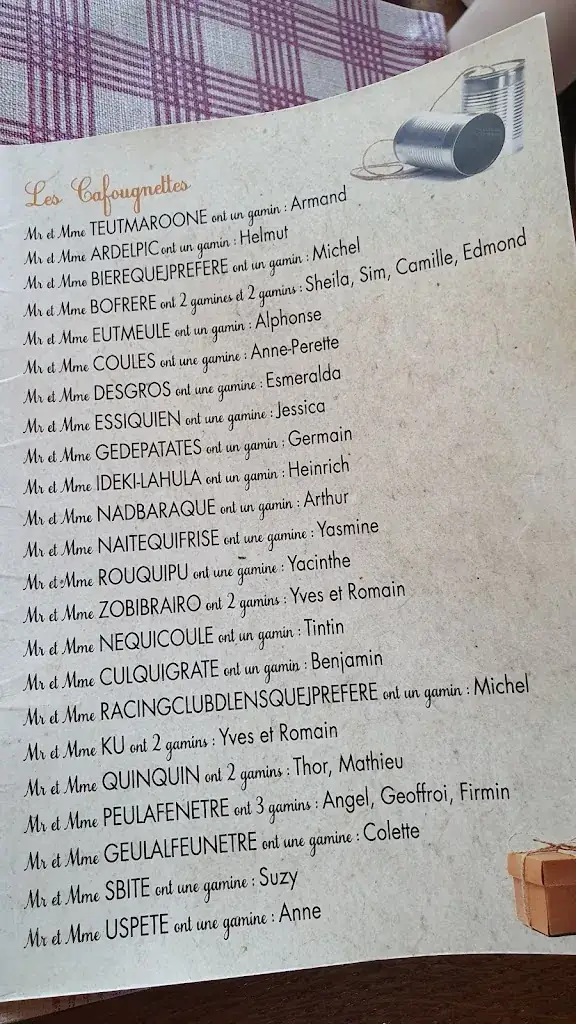 Les Cafougnettes
Mr et Mme TEUTMAROONE ont un gamin : Armand
Mr et Mme ARDELPIC ont un gamin : Helmut
Mr et Mme BIEREQUEJPREFERE ont un gamin : Michel
Mr et Mme BOFRERE ont 2 gamines et 2 gamins : Sheila, Sim, Camille, Edmond
Mr et Mme EUTMEULE ont un gamin : Alphonse
Mr et Mme COULES ont une gamine : Anne-Perette
Mr et Mme DESGROS ont une gamine : Esmeralda
Mr et Mme ESSIQUIEN ont une gamine : Jessica
Mr et Mme GEDEPATATES ont un gamin : Germain
Mr et Mme IDEKI-LAHULA ont un gamin : Heinrich
Mr et Mme NADBARAQUE ont un gamin : Arthur
Mr et Mme NAITEQUIFRISE ont une gamine : Yasmine
Mr et Mme ROUQUIPU ont une gamine : Yacinthe
Mr et Mme ZOBIBRAIRO ont 2 gamins : Yves et Romain
Mr et Mme NEQUICOULE ont un gamin : Tintin
Mr et Mme CULQUIGRATE ont un gamin : Benjamin
Mr et Mme RACINGCLUBDLENSQUEJPREFERE ont un gamin : Michel
Mr et Mme KU ont 2 gamins : Yves et Romain
Mr et Mme QUINQUIN ont 2 gamins : Thor, Mathieu
Mr et Mme PEULAFENETRE ont 3 gamins : Angel, Geoffroi, Firmin
Mr et Mme GEULALFEUNETRE ont une gamine : Colette
Mr et Mme SBITE ont une gamine : Suzy
Mr et Mme USPETE ont une gamine : Anne